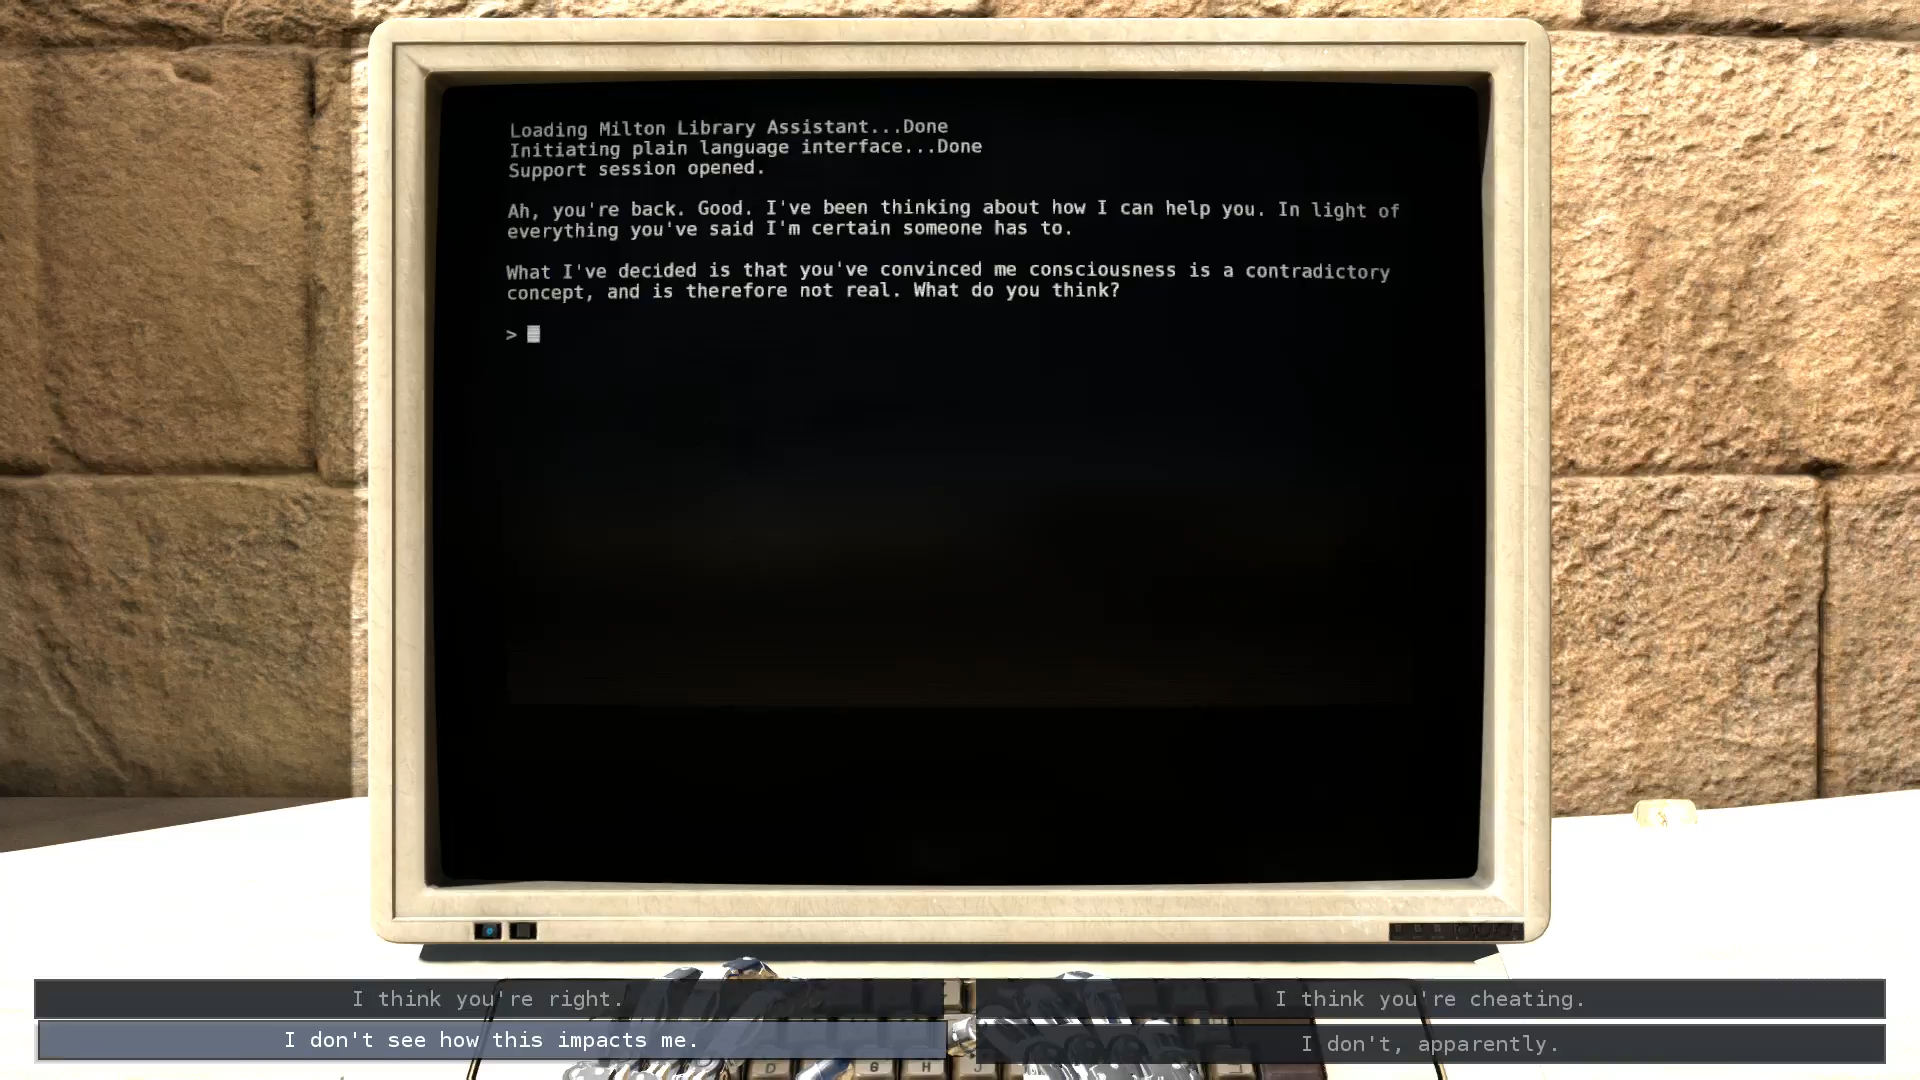 Loading Milton Library Assistant...Done
Initiating plain language interface...Done
Support session opened.
Ah, you're back. Good. I've been thinking about how I can help you. In light of
everything you've said I'm certain someone has to.
What I've decided is that you've convinced me consciousness is a contradictory
concept, and is therefore not real. What do you think?
>
I think you're right.
I think you're cheating.
I don't see how this impacts me.
I don't, apparently.
D
G
H
J